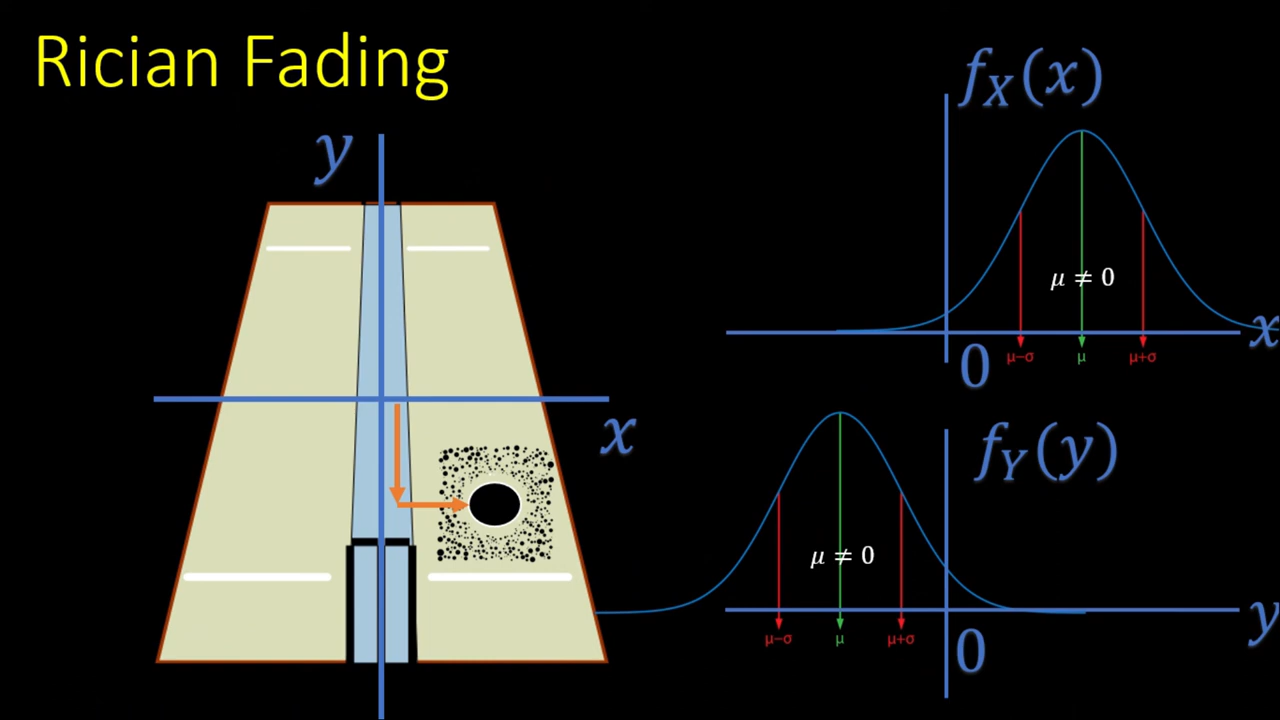 Rician Fading
y
x
f_X(x)
μ ≠ 0
x
0
μ−σ μ μ+σ
f_Y(y)
μ ≠ 0
y
0
μ−σ μ μ+σ